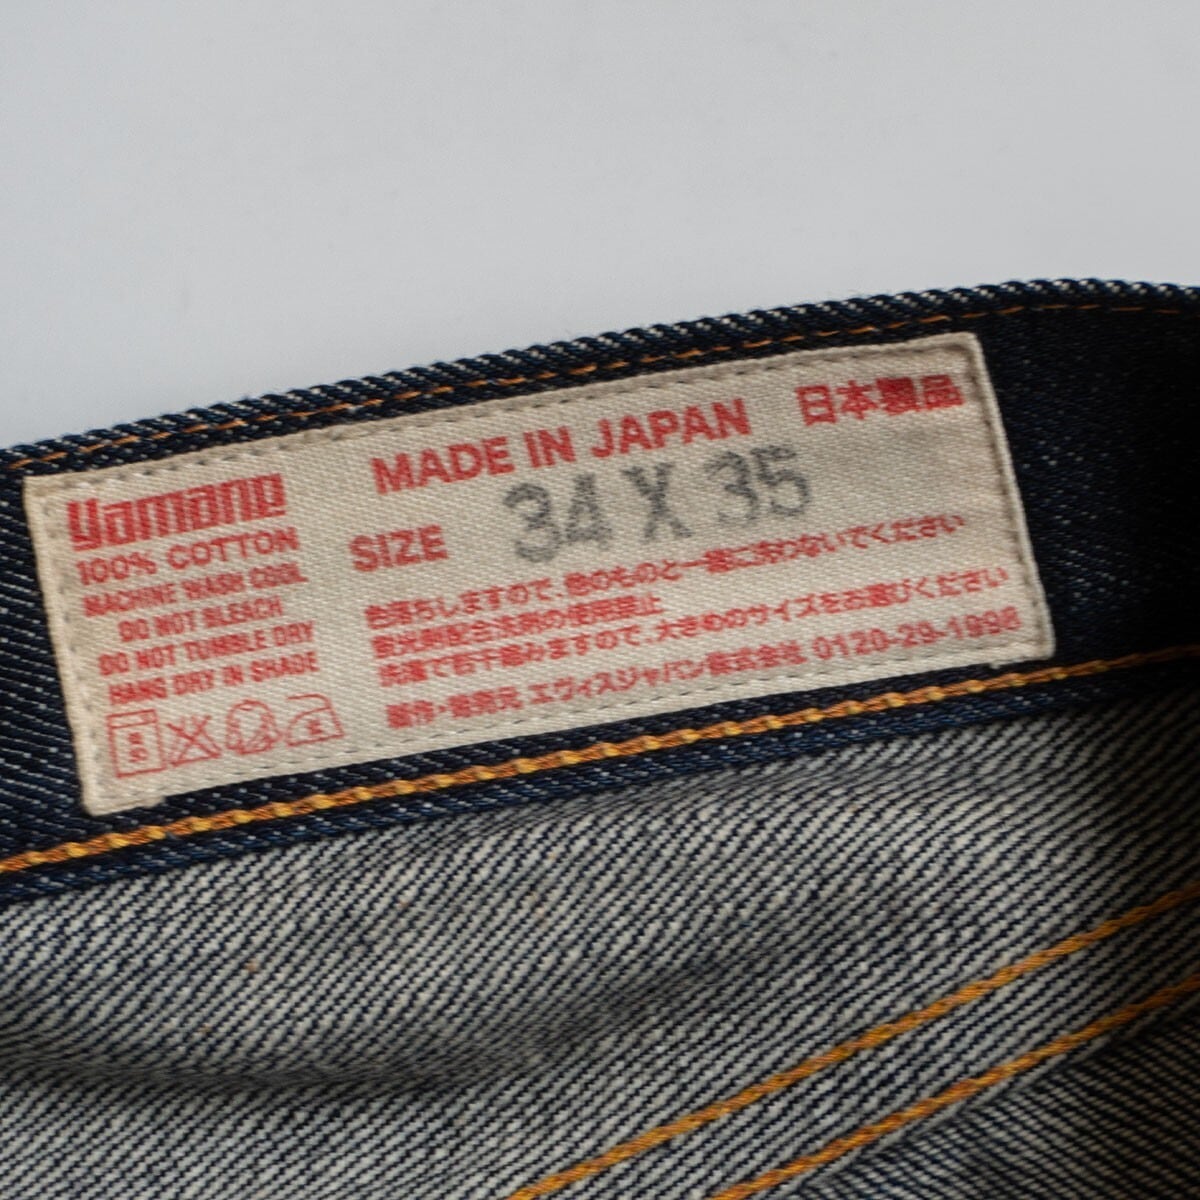 yamane
100% COTTON
MACHINE WASH COOL
DO NOT BLEACH
DO NOT TUMBLE DRY
HANG DRY IN SHADE
MADE IN JAPAN 日本製品
SIZE 34 X 35
色落ちしますので、他のものと一緒に洗わないでください
蛍光剤配合洗剤の使用禁止
洗濯で若干縮みますので、大きめのサイズをお選びください
製作・発売元 エヴィスジャパン株式会社 0120-29-1998